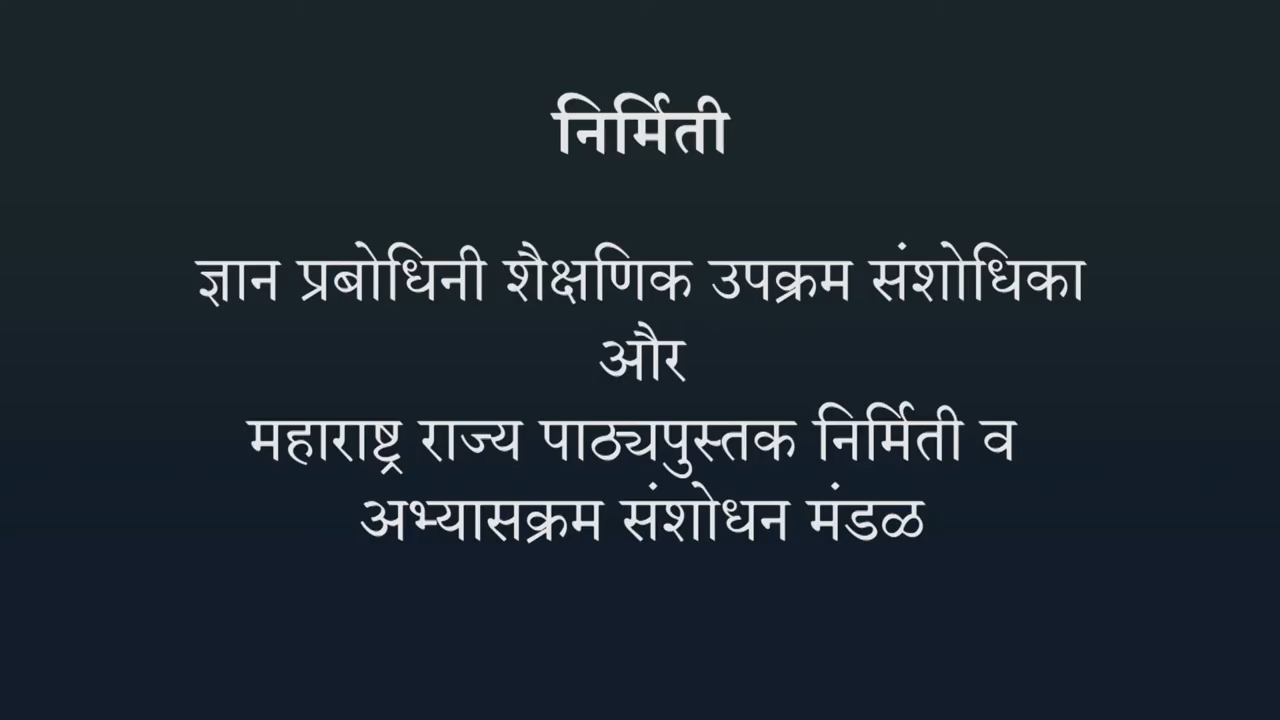 निर्मिती
ज्ञान प्रबोधिनी शैक्षणिक उपक्रम संशोधिका
और
महाराष्ट्र राज्य पाठ्यपुस्तक निर्मिती व
अभ्यासक्रम संशोधन मंडळ